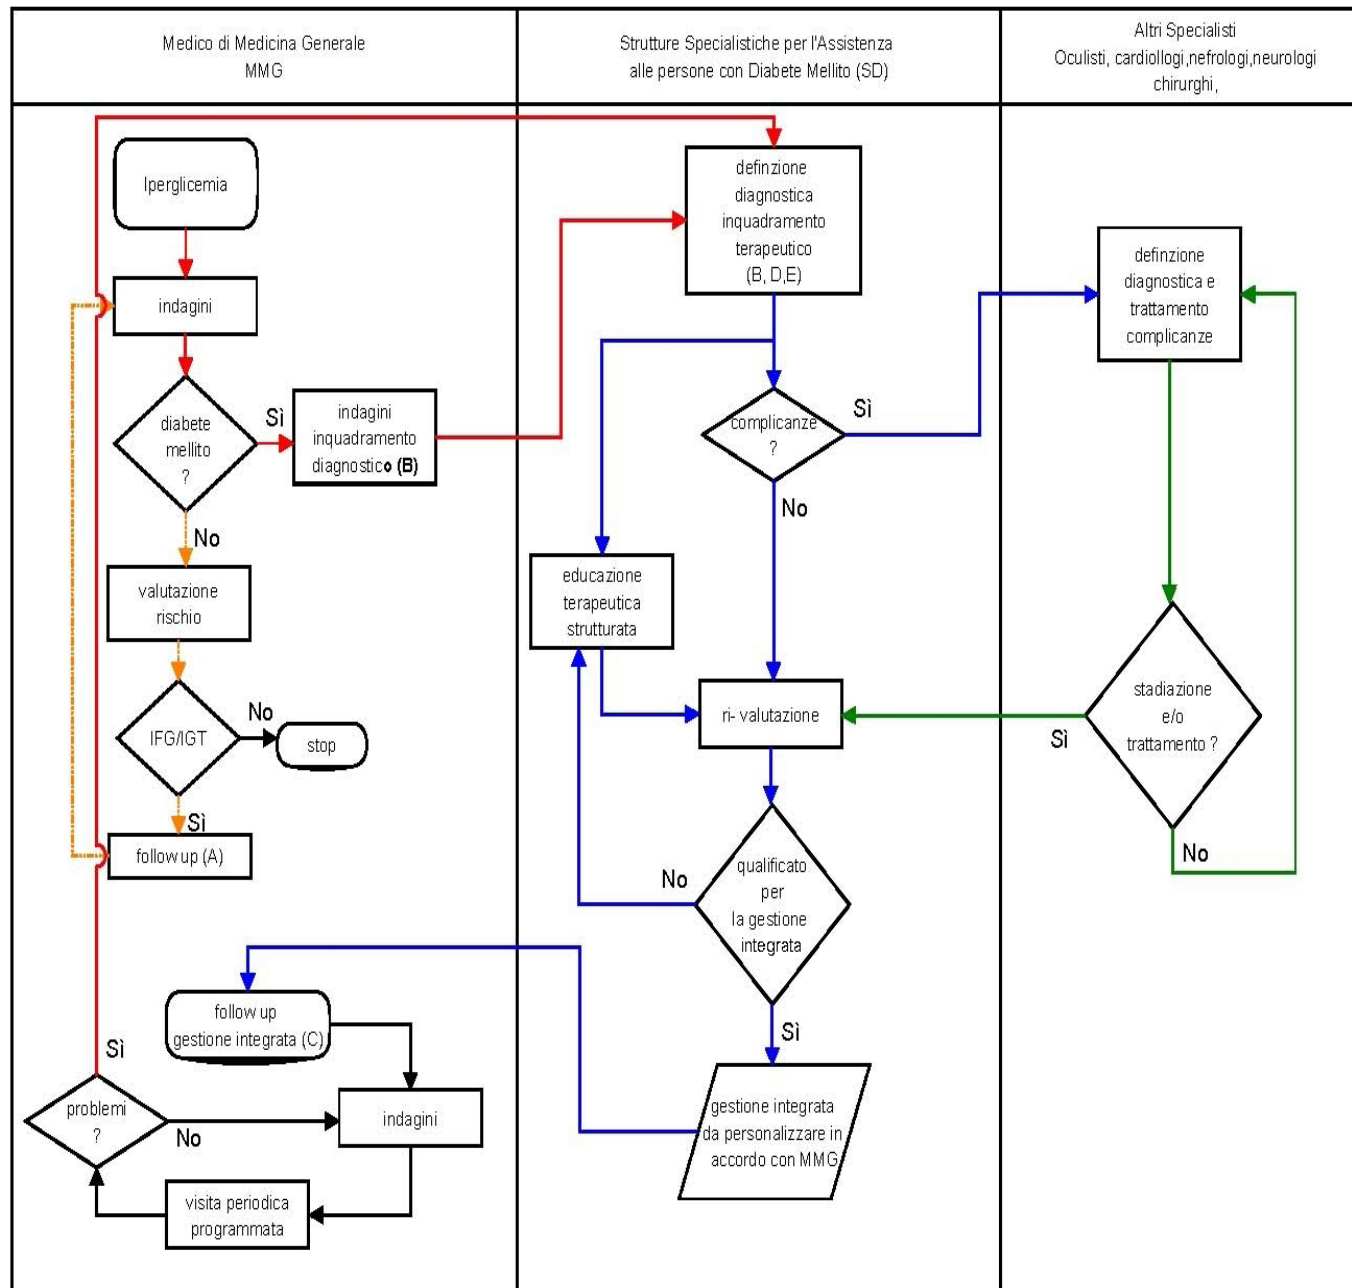 Medico di Medicina Generale
MMG
Strutture Specialistiche per l'Assistenza
alle persone con Diabete Mellito (SD)
Altri Specialisti
Oculisti, cardiollogi,nefrologi,neurologi
chirurghi,
Iperglicemia
indagini
diabete
mellito
?
Sì
indagini
inquadramento
diagnostico (B)
No
valutazione
rischio
IFG/IGT
No
stop
Sì
follow up (A)
follow up
gestione integrata (C)
Sì
problemi
?
No
indagini
visita periodica
programmata
definzione
diagnostica
inquadramento
terapeutico
(B, D,E)
complicanze
?
Sì
No
educazione
terapeutica
strutturata
ri- valutazione
qualificato
per
la gestione
integrata
No
Sì
gestione integrata
da personalizzare in
accordo con MMG
definzione
diagnostica e
trattamento
complicanze
stadiazione
e/o
trattamento ?
Sì
No